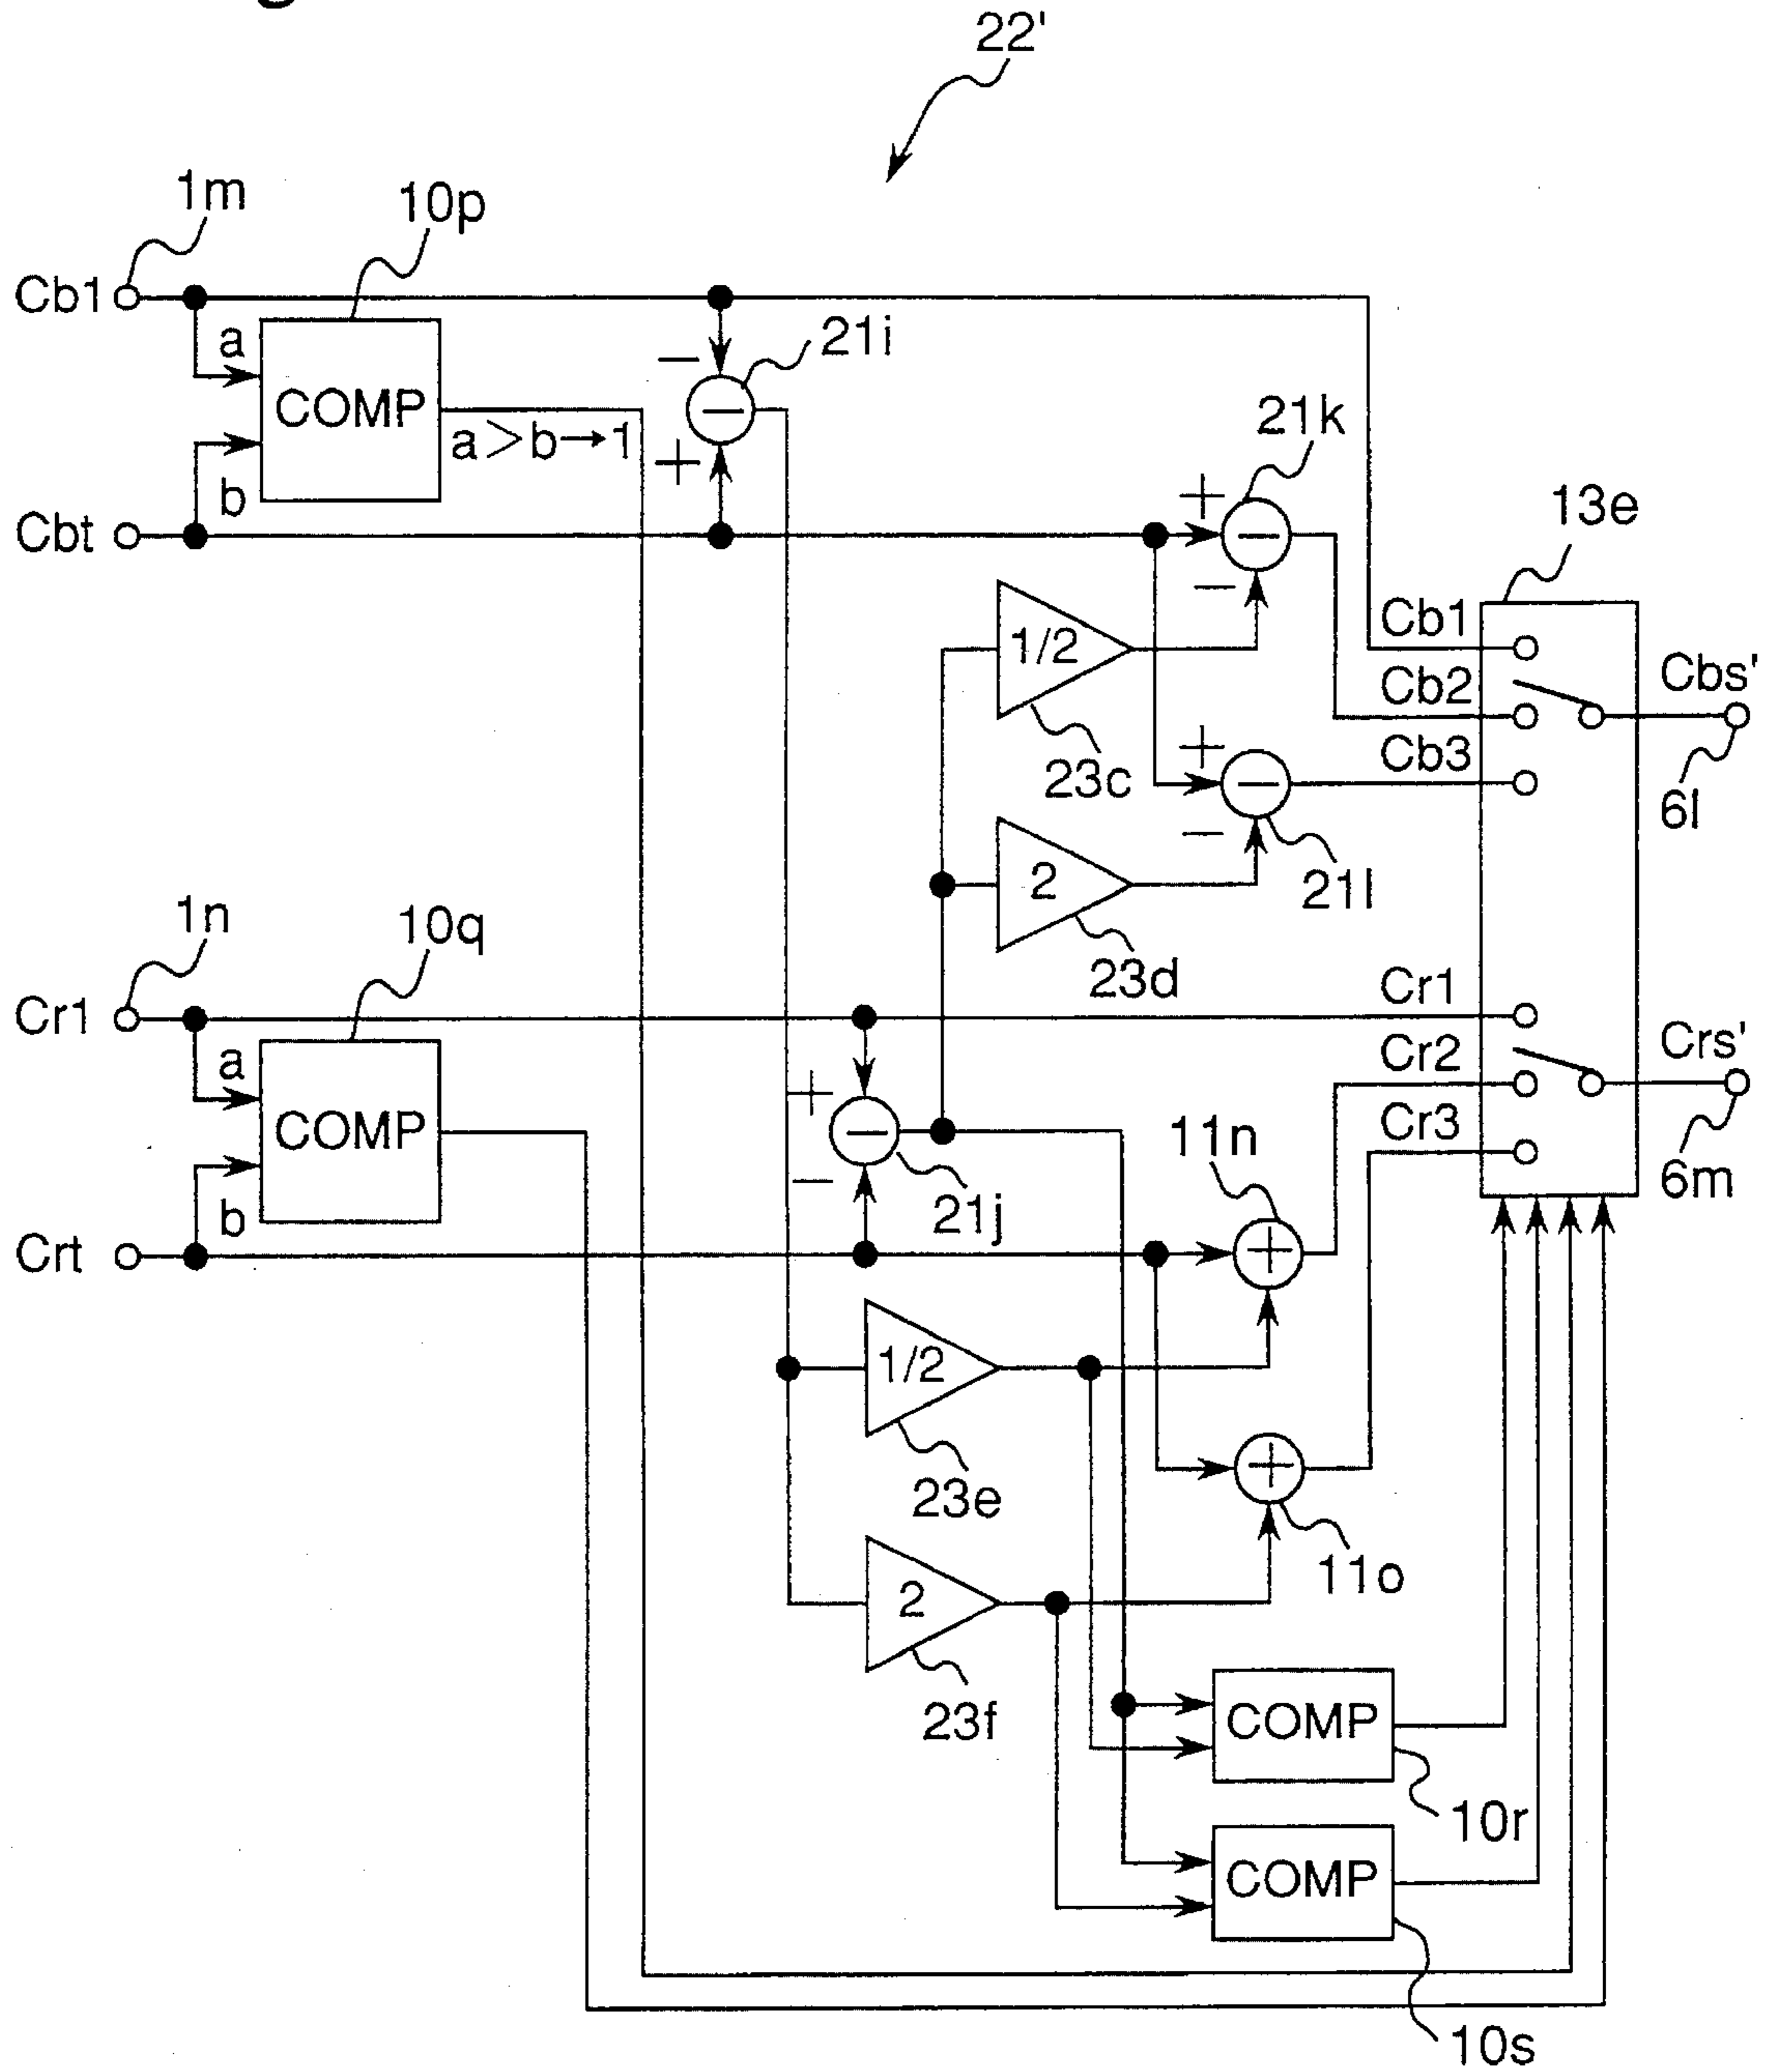 22'
1m
10p
Cb1
a
COMP
a>b→1
b
Cbt
−
−
+
21i
21k
+
−
−
13e
1/2
23c
+
−
−
21l
2
23d
Cb1
Cb2
Cb3
Cbs'
6l
1n
10q
Cr1
a
COMP
b
Crt
+
−
−
21j
Cr1
Cr2
Cr3
Crs'
6m
11n
+
1/2
23e
+
11o
2
23f
COMP
10r
COMP
10s